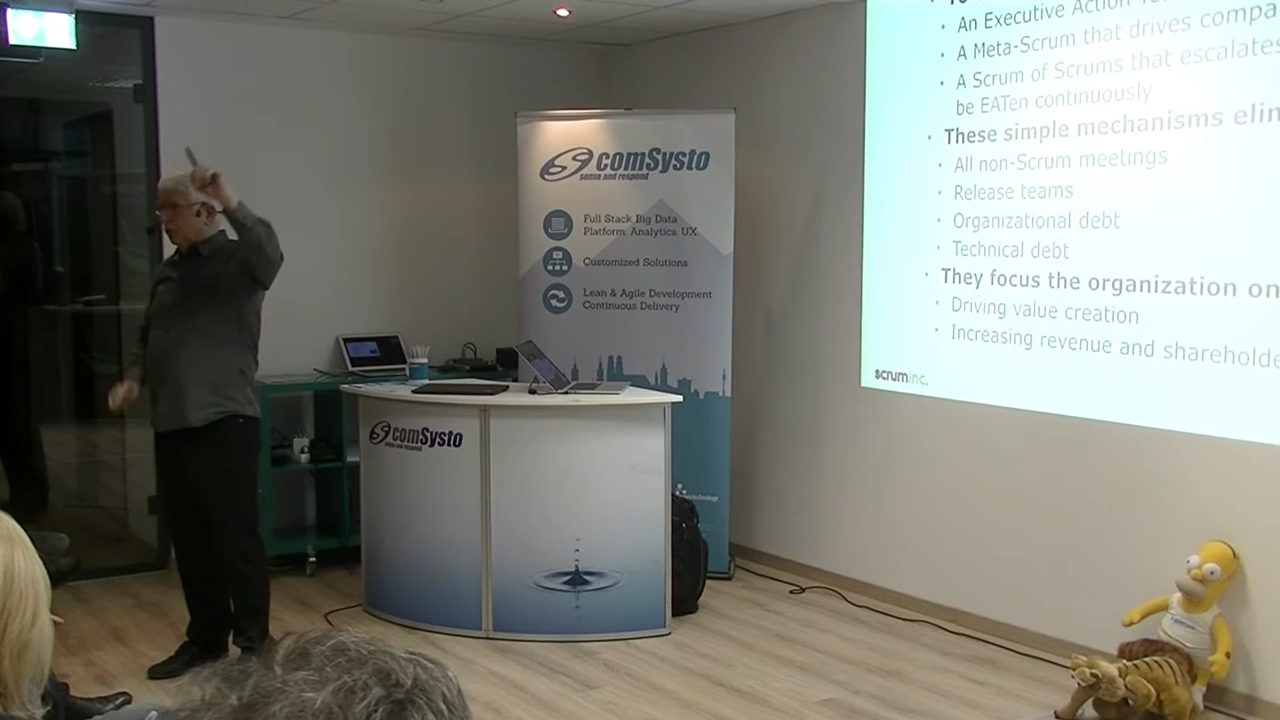 comSysto
sense and respond
Full Stack Big Data
Platform, Analytics, UX
Customized Solutions
Lean & Agile Development
Continuous Delivery
comSysto
sense and respond
An Executive Action
A Meta-Scrum that drives compa
A Scrum of Scrums that escalates
be EATen continuously
These simple mechanisms elin
All non-Scrum meetings
Release teams
Organizational debt
Technical debt
They focus the organization on
Driving value creation
Increasing revenue and shareholde
scruminc.